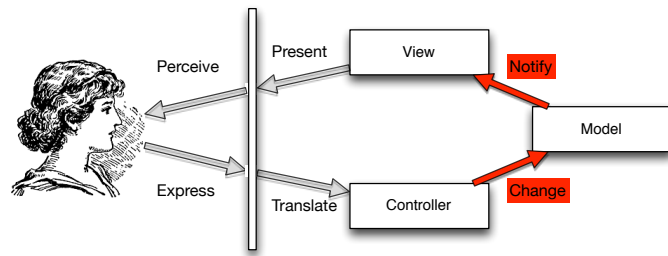 Perceive
Present
View
Notify
Model
Express
Translate
Controller
Change